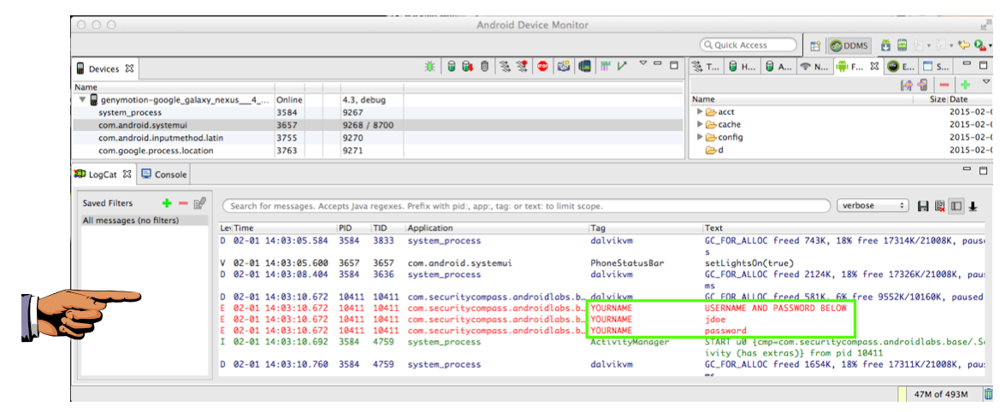 Android Device Monitor
Quick Access DDMS
Devices T... H... A... N... F... E... S...
Name
genymotion-google_galaxy_nexus___4_... Online 4.3, debug
system_process 3584 9267
com.android.systemui 3657 9268 / 8700
com.android.inputmethod.latin 3755 9270
com.google.process.location 3763 9271
Name Size Date
acct 2015-02-0
cache 2015-02-0
config 2015-02-0
d 2015-02-0
LogCat Console
Saved Filters
All messages (no filters)
Search for messages. Accepts Java regexes. Prefix with pid:, app:, tag: or text: to limit scope. verbose
Lev Time PID TID Application Tag Text
D 02-01 14:03:05.584 3584 3833 system_process dalvikvm GC_FOR_ALLOC freed 743K, 18% free 17314K/21008K, paus
s
V 02-01 14:03:05.600 3657 3657 com.android.systemui PhoneStatusBar setLightsOn(true)
D 02-01 14:03:08.404 3584 3636 system_process dalvikvm GC_FOR_ALLOC freed 2124K, 18% free 17326K/21008K, pau
ms
D 02-01 14:03:10.672 10411 10411 com.securitycompass.androidlabs.b… dalvikvm GC_FOR_ALLOC freed 581K, 6% free 9552K/10160K, paused
E 02-01 14:03:10.672 10411 10411 com.securitycompass.androidlabs.b… YOURNAME USERNAME AND PASSWORD BELOW
E 02-01 14:03:10.672 10411 10411 com.securitycompass.androidlabs.b… YOURNAME jdoe
E 02-01 14:03:10.672 10411 10411 com.securitycompass.androidlabs.b… YOURNAME password
I 02-01 14:03:10.692 3584 4759 system_process ActivityManager START u0 {cmp=com.securitycompass.androidlabs.base/.S
ivity (has extras)} from pid 10411
D 02-01 14:03:10.760 3584 4759 system_process dalvikvm GC_FOR_ALLOC freed 1654K, 18% free 17311K/21008K, pau
ms
47M of 493M